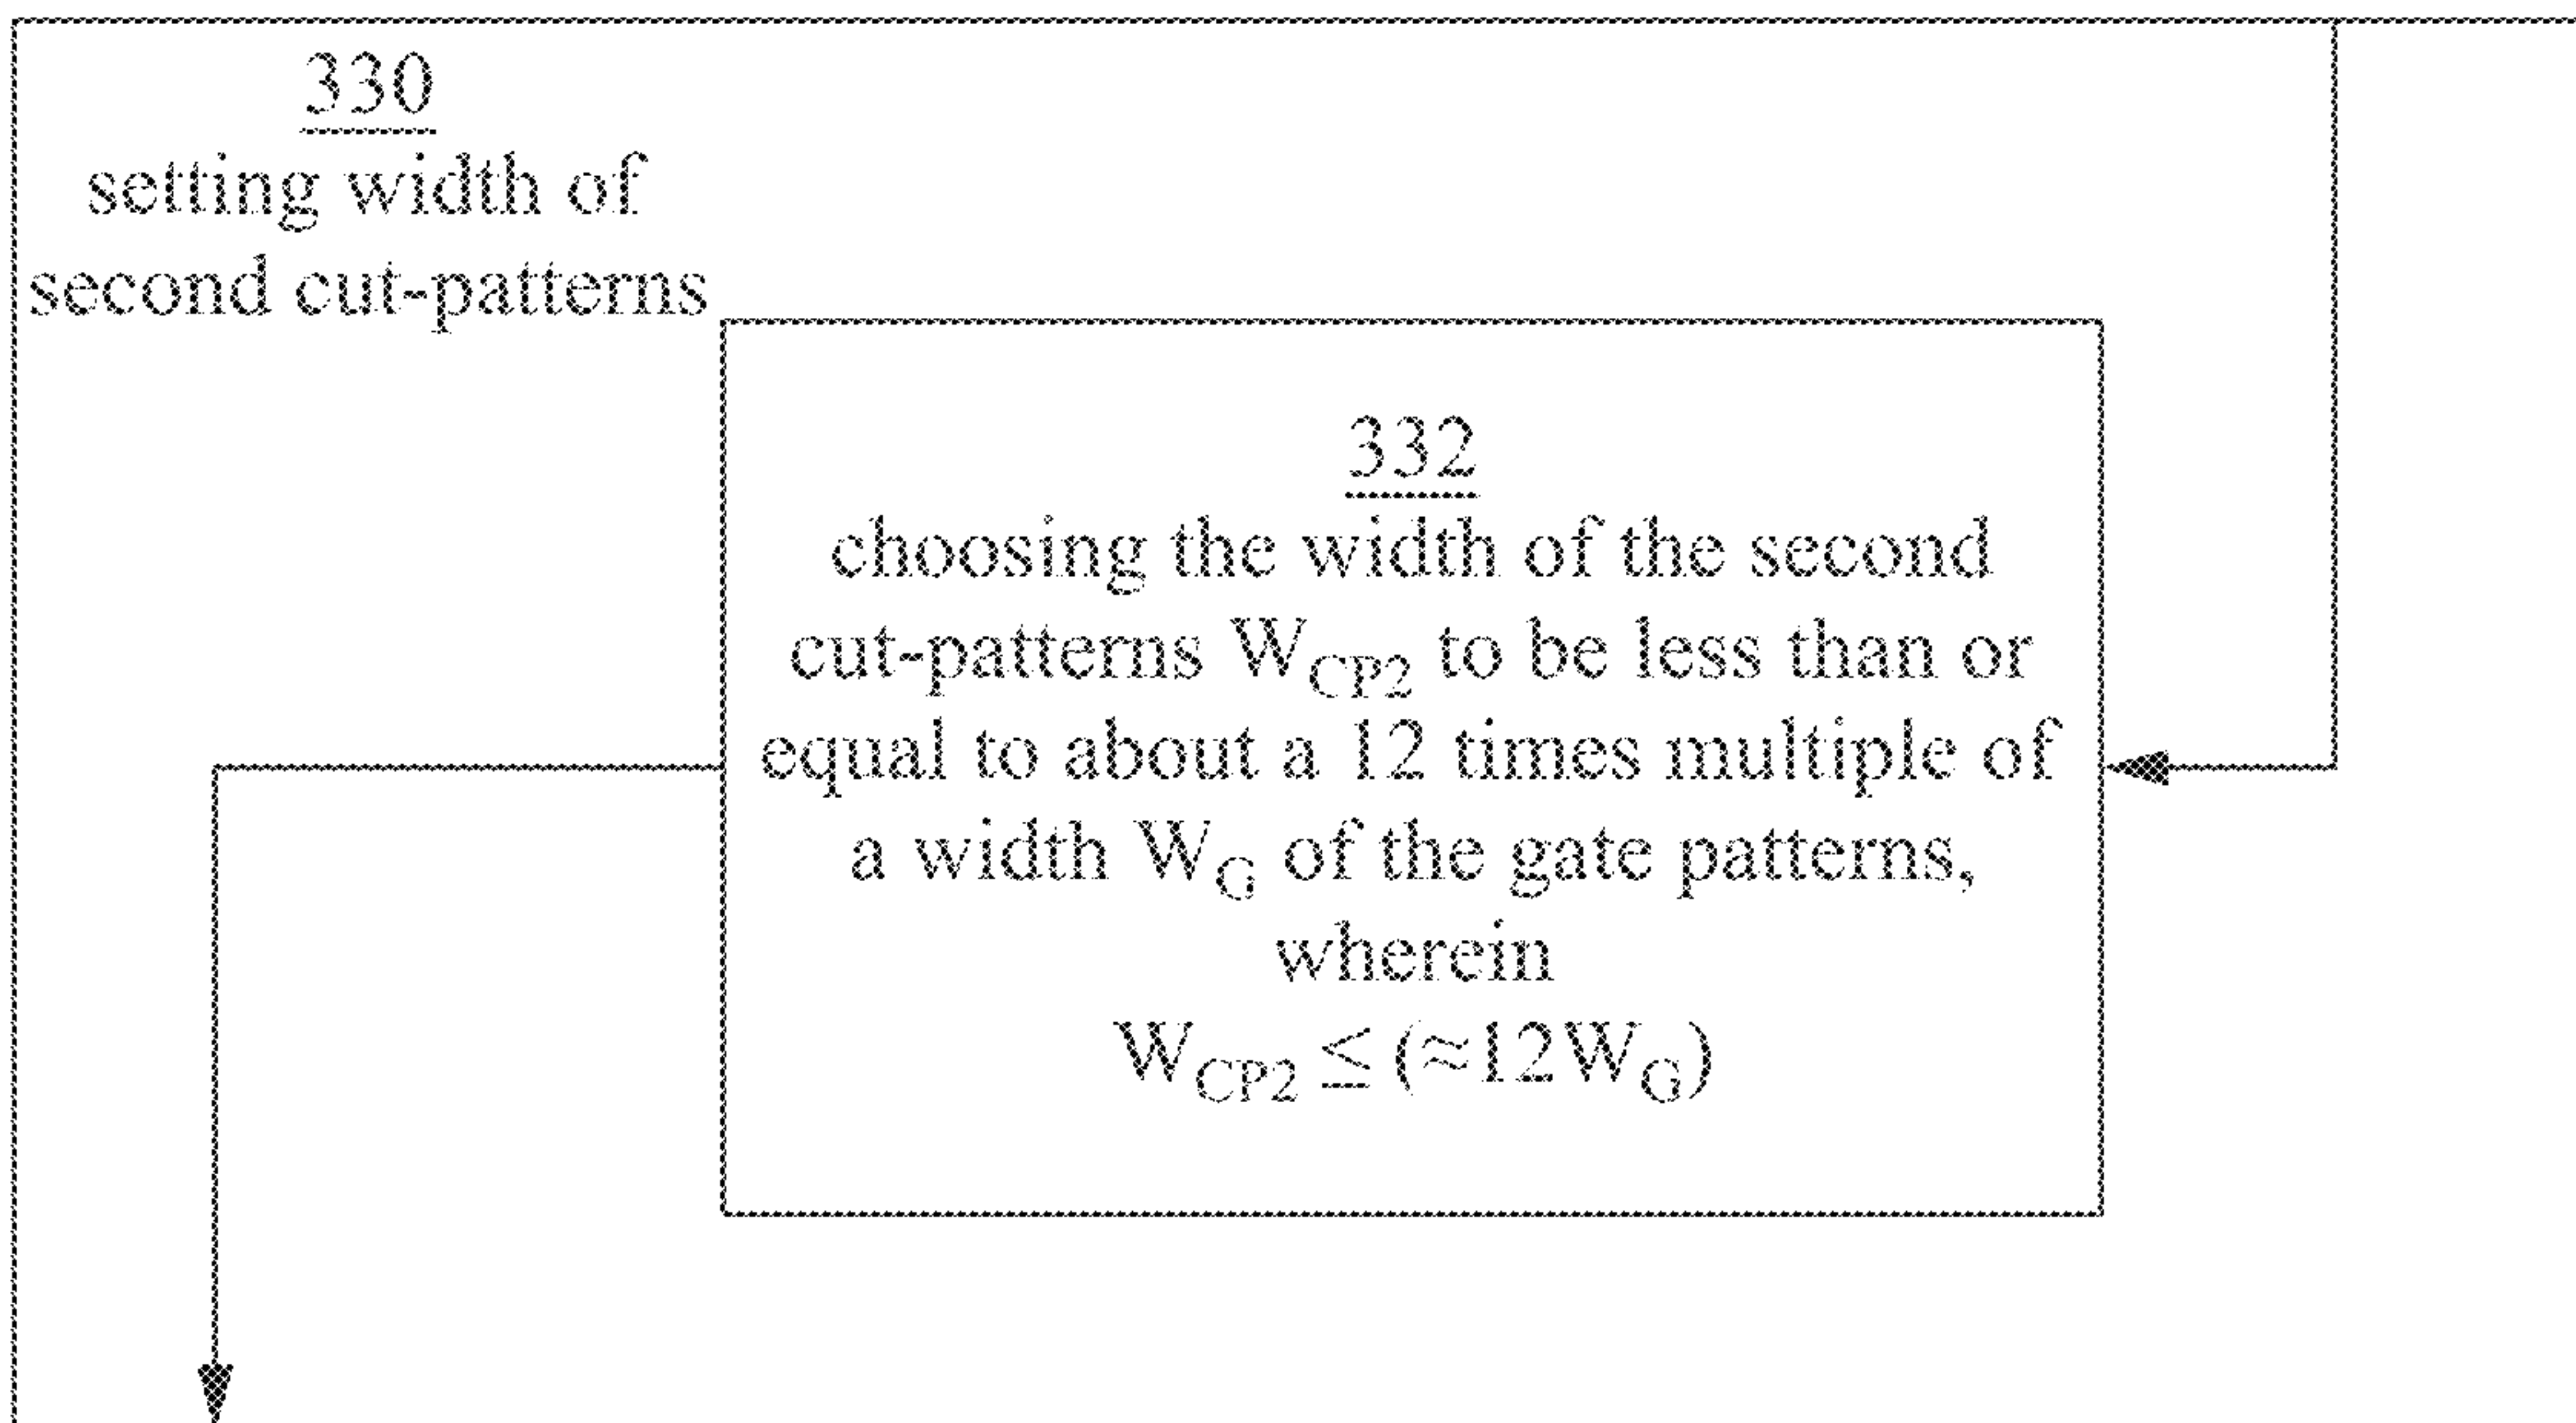 330
setting width of
second cut-patterns
332
choosing the width of the second
cut-patterns W_CP2 to be less than or
equal to about a 12 times multiple of
a width W_G of the gate patterns,
wherein
W_CP2 ≤ (≈12W_G)